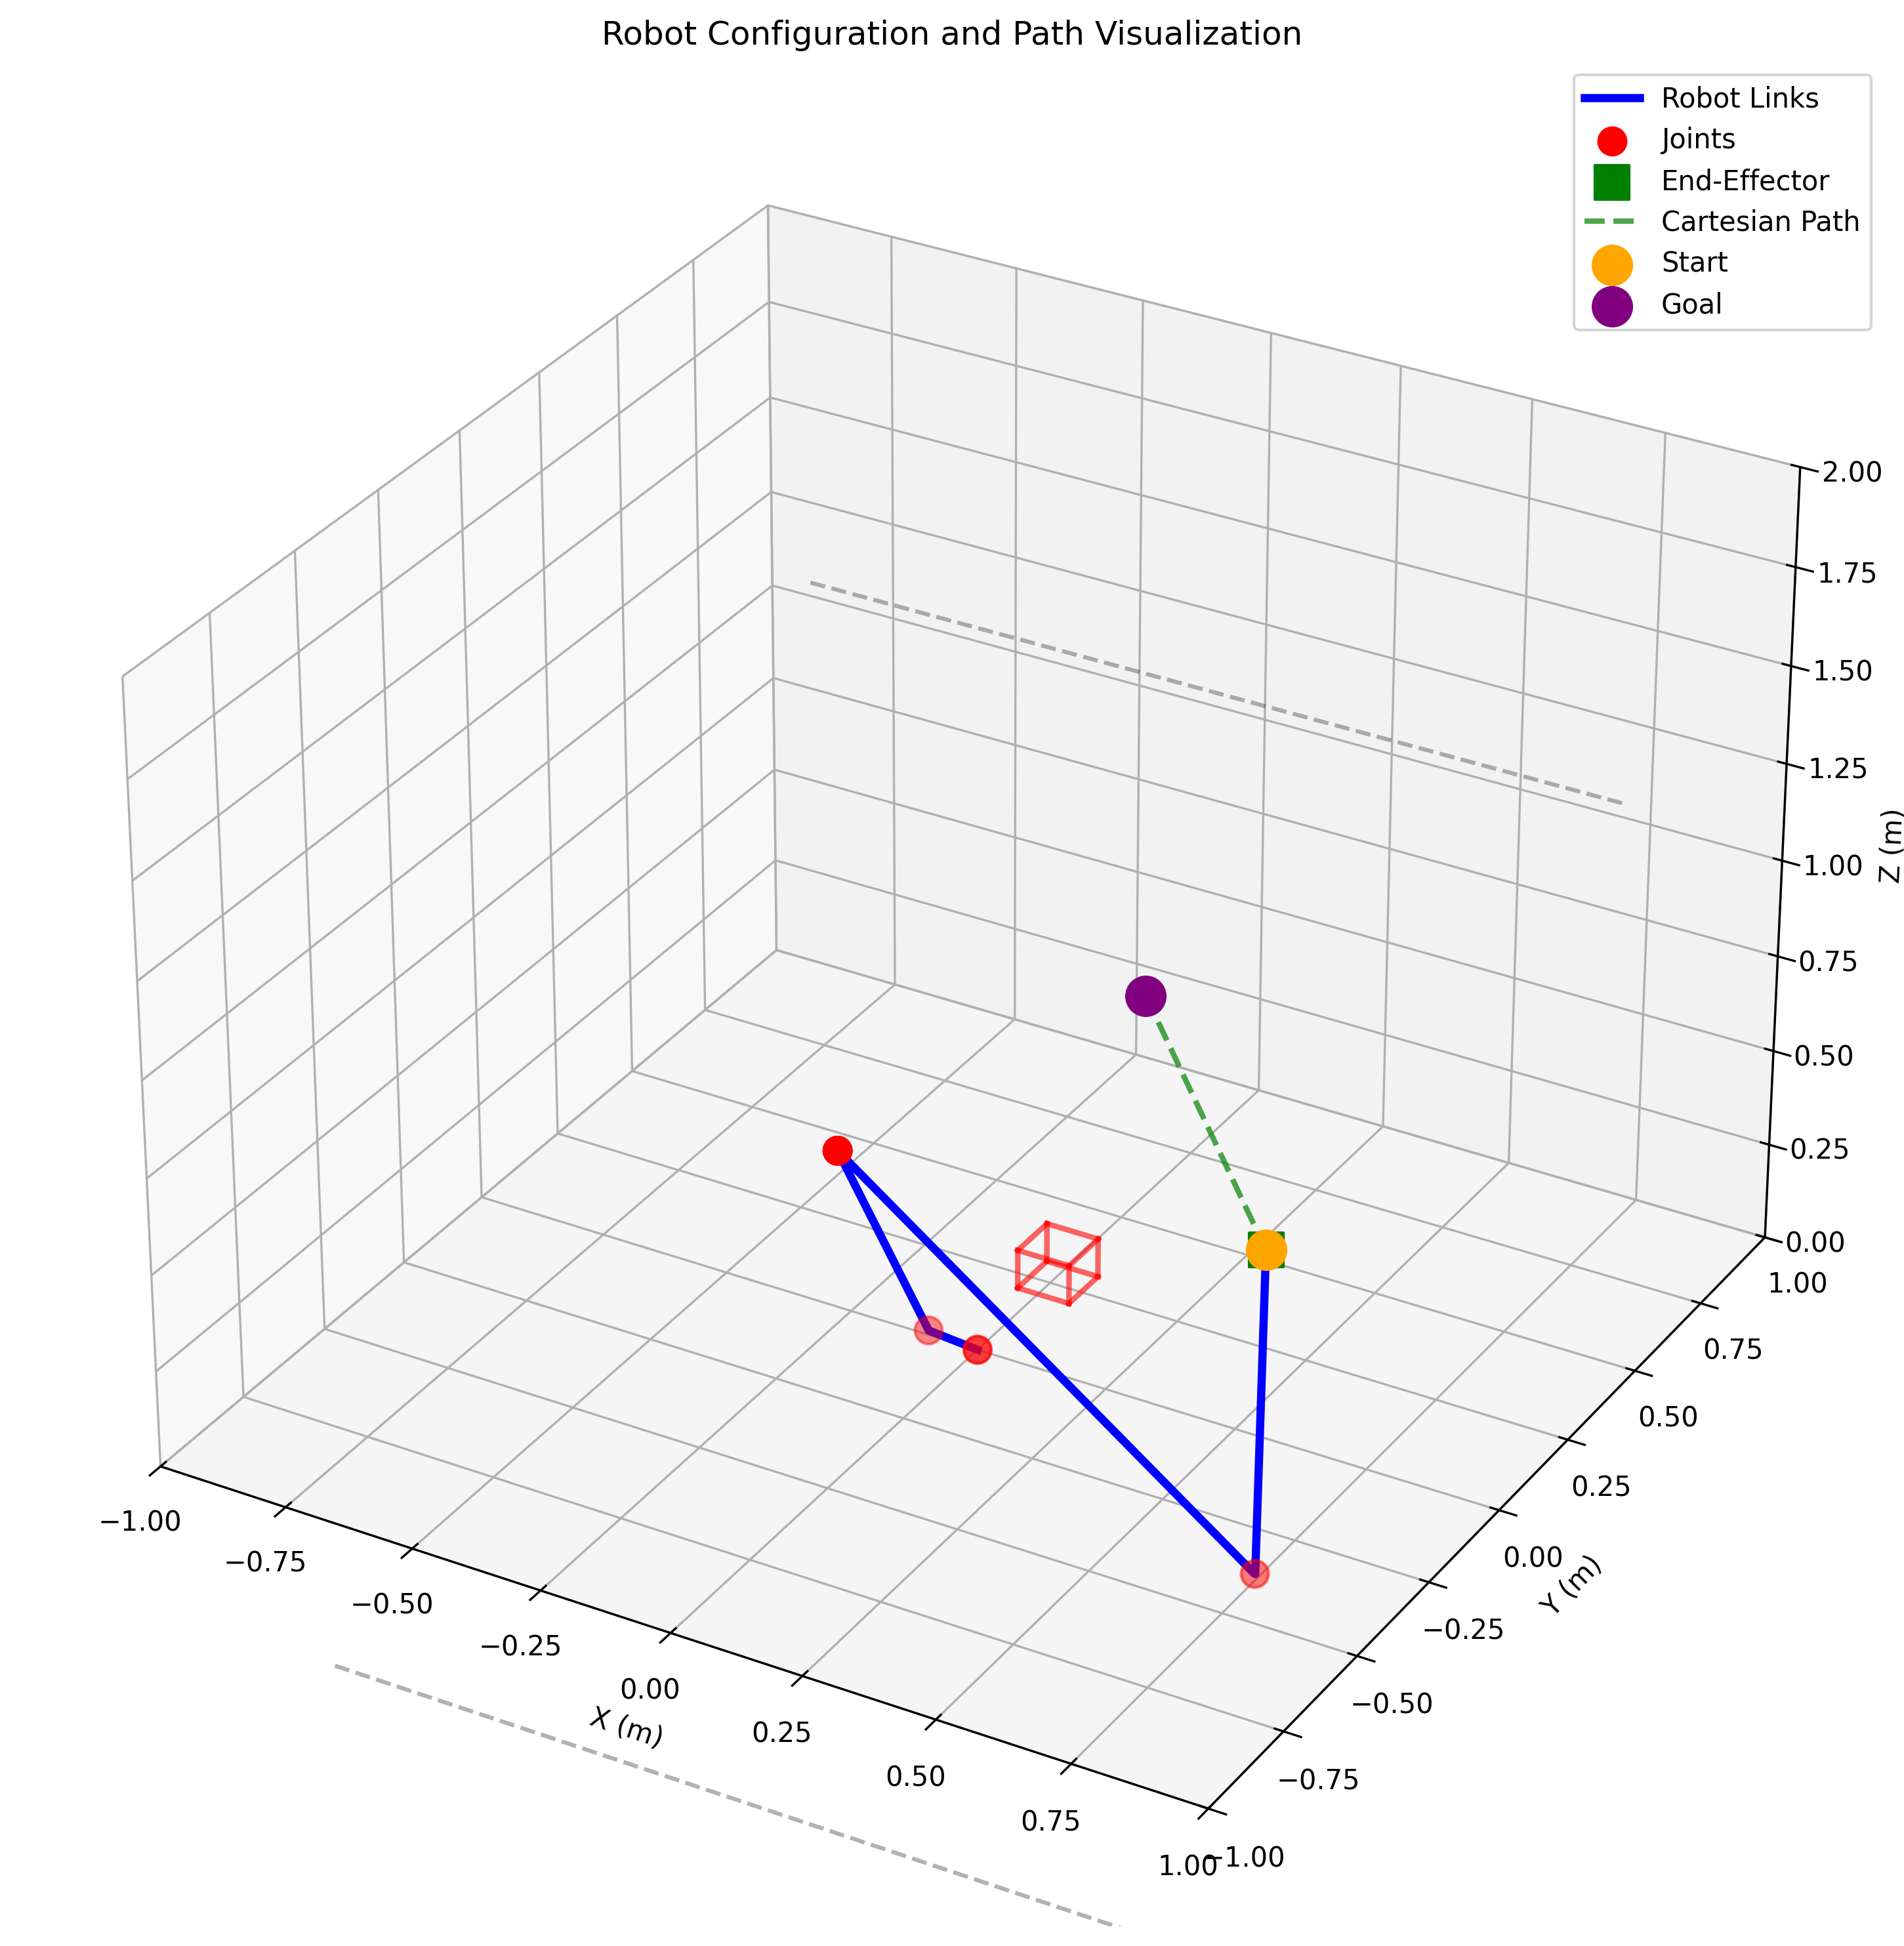 Robot Configuration and Path Visualization
Robot Links
Joints
End-Effector
Cartesian Path
Start
Goal
2.00
1.75
1.50
1.25
1.00
0.75
0.50
0.25
0.00
Z (m)
1.00
0.75
0.50
0.25
0.00
−0.25
−0.50
−0.75
−1.00
Y (m)
−1.00
−0.75
−0.50
−0.25
0.00
0.25
0.50
0.75
1.00
X (m)